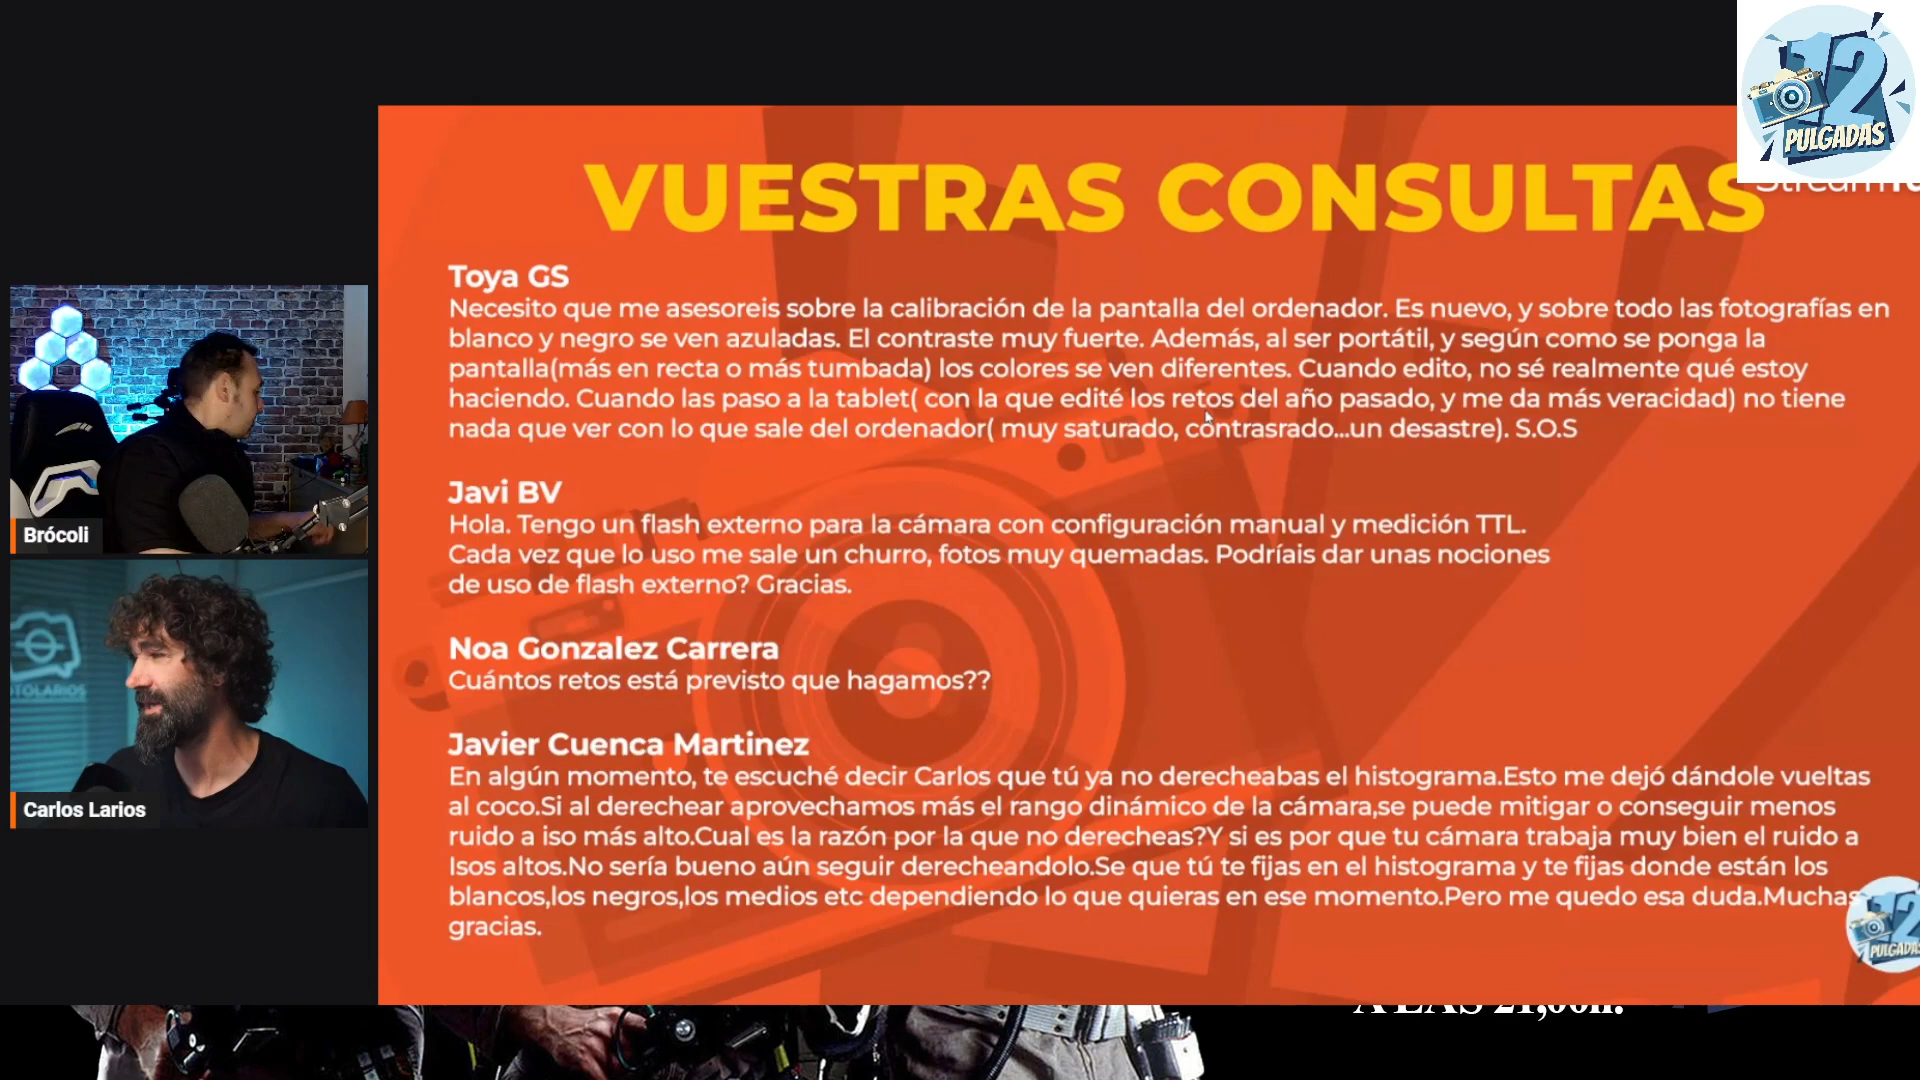 12
PULGADAS
VUESTRAS CONSULTAS
Toya GS
Necesito que me asesoreis sobre la calibración de la pantalla del ordenador. Es nuevo, y sobre todo las fotografías en
blanco y negro se ven azuladas. El contraste muy fuerte. Además, al ser portátil, y según como se ponga la
pantalla(más en recta o más tumbada) los colores se ven diferentes. Cuando edito, no sé realmente qué estoy
haciendo. Cuando las paso a la tablet( con la que edité los retos del año pasado, y me da más veracidad) no tiene
nada que ver con lo que sale del ordenador( muy saturado, contrasrado...un desastre). S.O.S
Javi BV
Hola. Tengo un flash externo para la cámara con configuración manual y medición TTL.
Cada vez que lo uso me sale un churro, fotos muy quemadas. Podríais dar unas nociones
de uso de flash externo? Gracias.
Noa Gonzalez Carrera
Cuántos retos está previsto que hagamos??
Javier Cuenca Martinez
En algún momento, te escuché decir Carlos que tú ya no derecheabas el histograma.Esto me dejó dándole vueltas
al coco.Si al derechear aprovechamos más el rango dinámico de la cámara,se puede mitigar o conseguir menos
ruido a iso más alto.Cual es la razón por la que no derecheas?Y si es por que tu cámara trabaja muy bien el ruido a
Isos altos.No sería bueno aún seguir derecheandolo.Se que tú te fijas en el histograma y te fijas donde están los
blancos,los negros,los medios etc dependiendo lo que quieras en ese momento.Pero me quedo esa duda.Muchas
gracias.
Brócoli
Carlos Larios
12